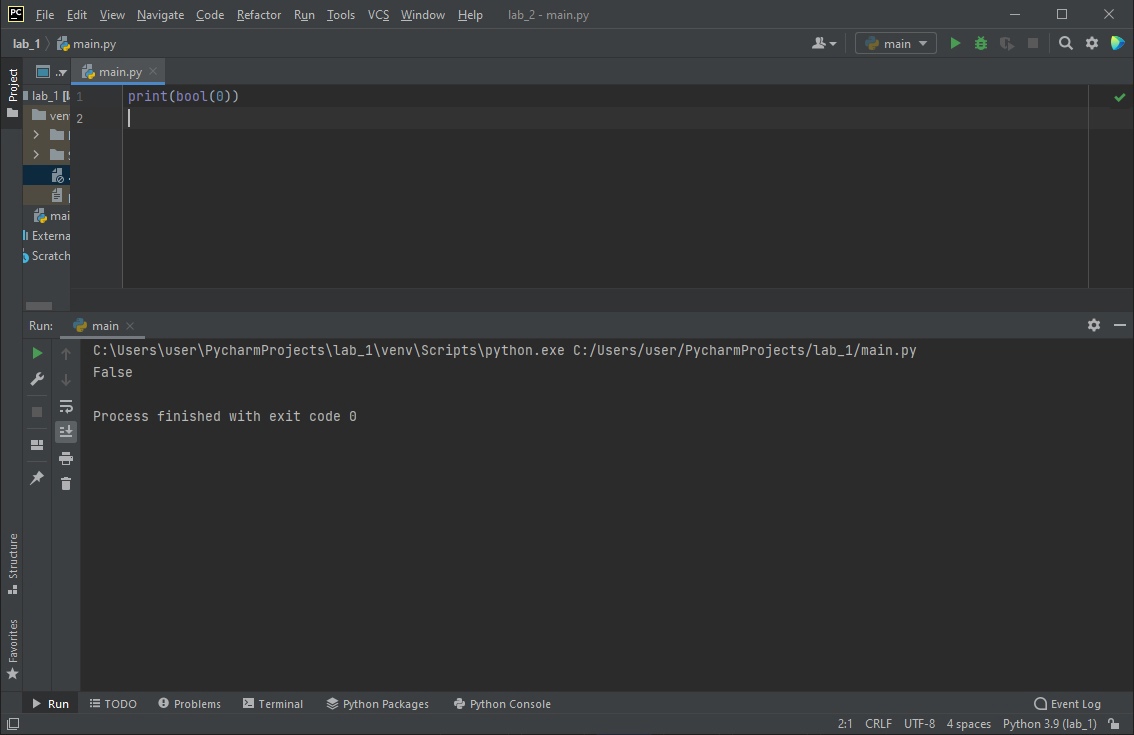 PC File Edit View Navigate Code Refactor Run Tools VCS Window Help lab_2 - main.py
lab_1 main.py main
Project
.. main.py
lab_1 [l
1 print(bool(0))
2
ven
mai
Externa
Scratch
Run: main
C:\Users\user\PycharmProjects\lab_1\venv\Scripts\python.exe C:/Users/user/PycharmProjects/lab_1/main.py
False
Process finished with exit code 0
Structure
Favorites
Run TODO Problems Terminal Python Packages Python Console Event Log
2:1 CRLF UTF-8 4 spaces Python 3.9 (lab_1)